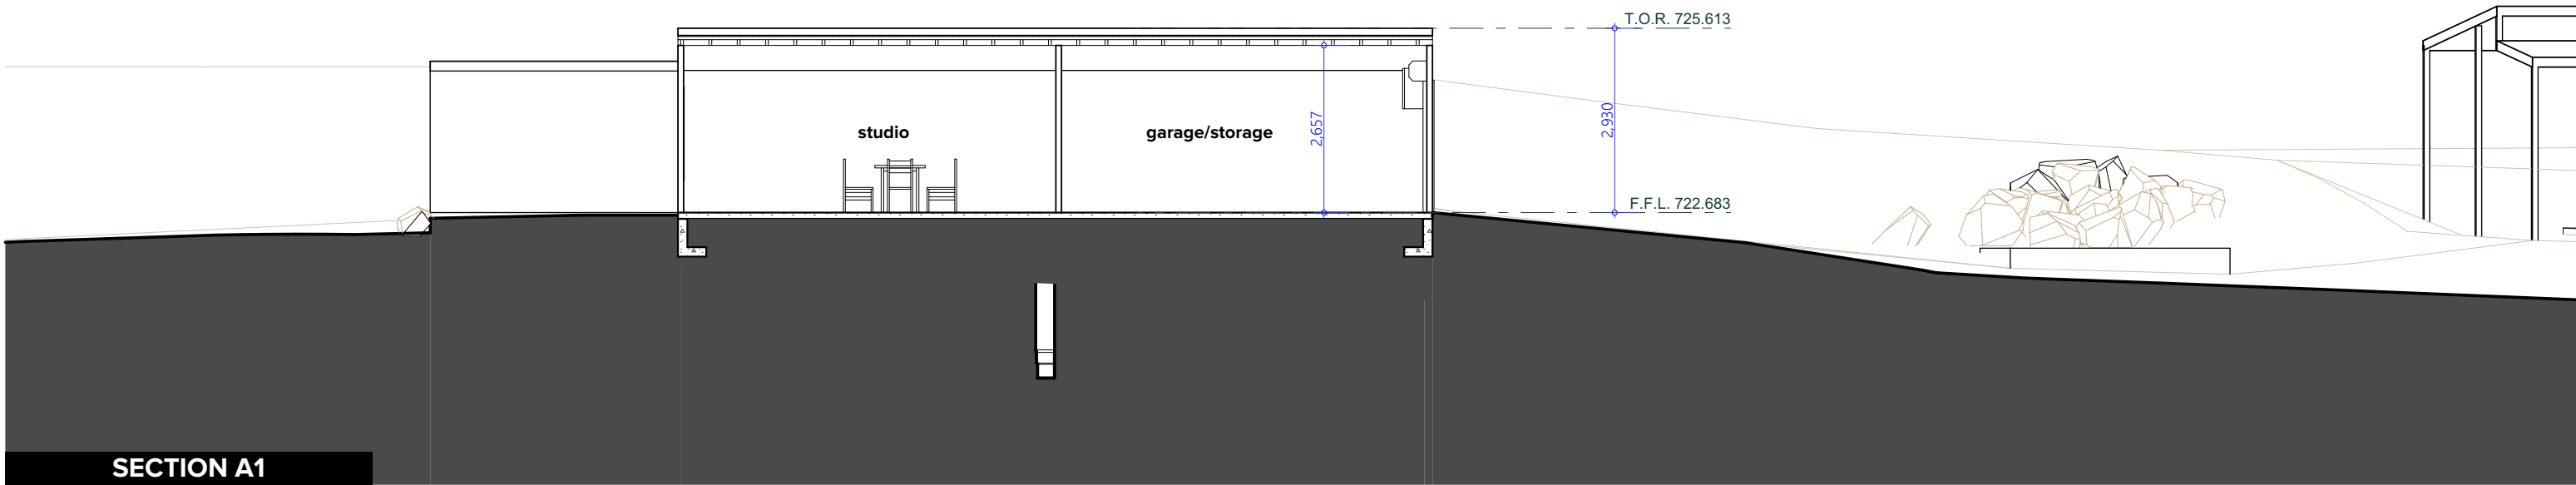 T.O.R. 725.613
studio
garage/storage
2,657
2,930
F.F.L. 722.683
SECTION A1